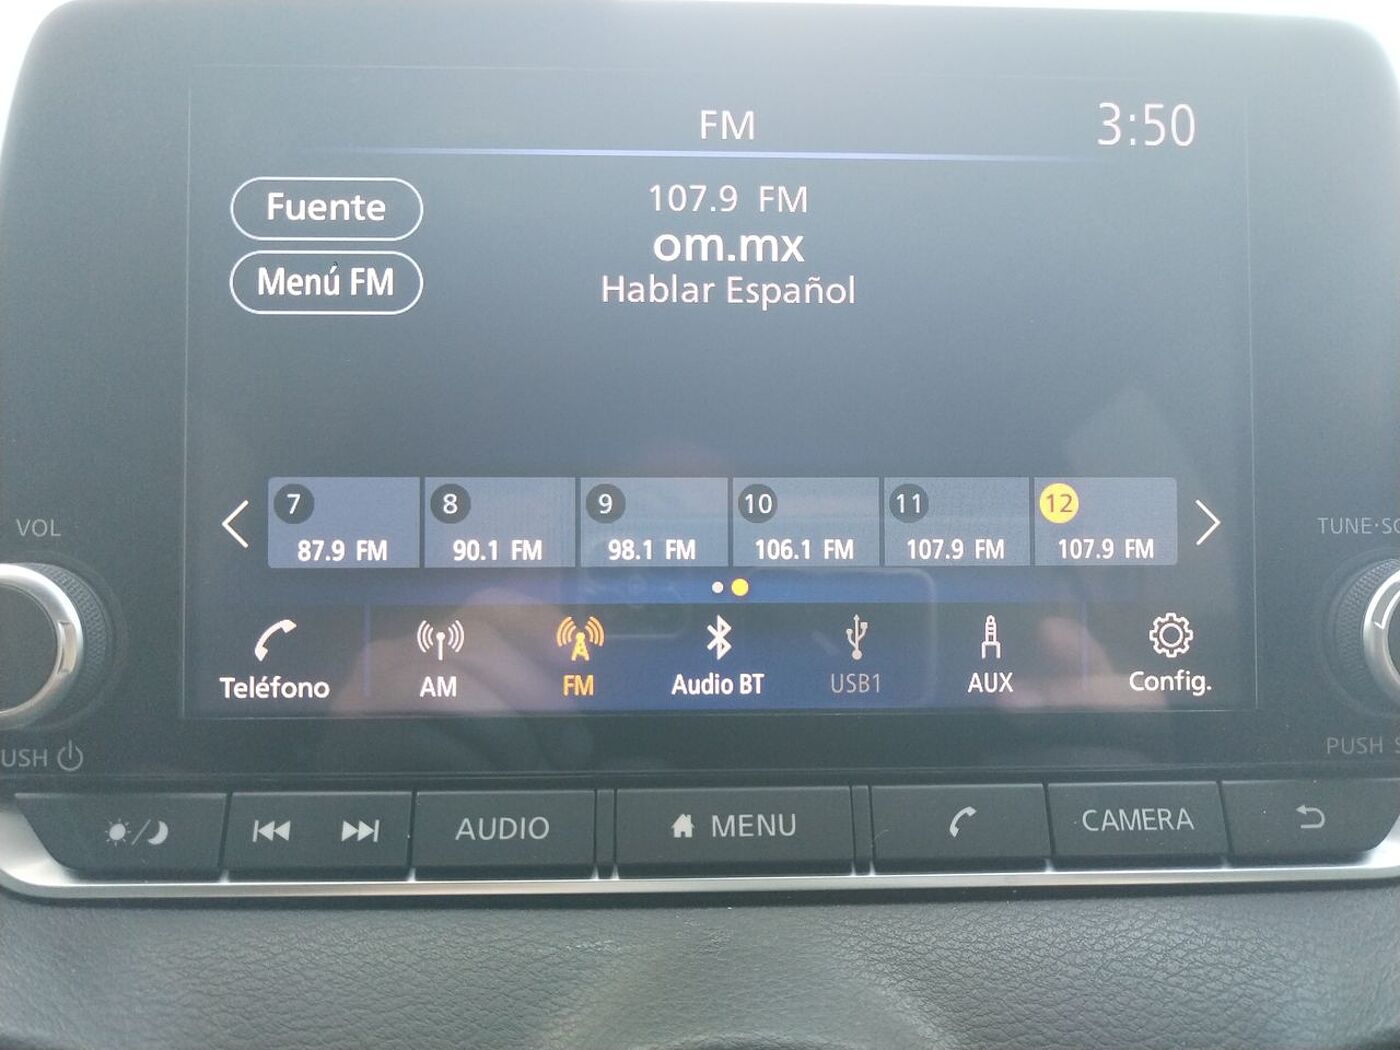 FM
3:50
Fuente
107.9 FM
om.mx
Menú FM
Hablar Español
7
8
9
10
11
12
87.9 FM
90.1 FM
98.1 FM
106.1 FM
107.9 FM
107.9 FM
VOL
TUNE·SC
Teléfono
AM
FM
Audio BT
USB1
AUX
Config.
USH
PUSH S
AUDIO
MENU
CAMERA